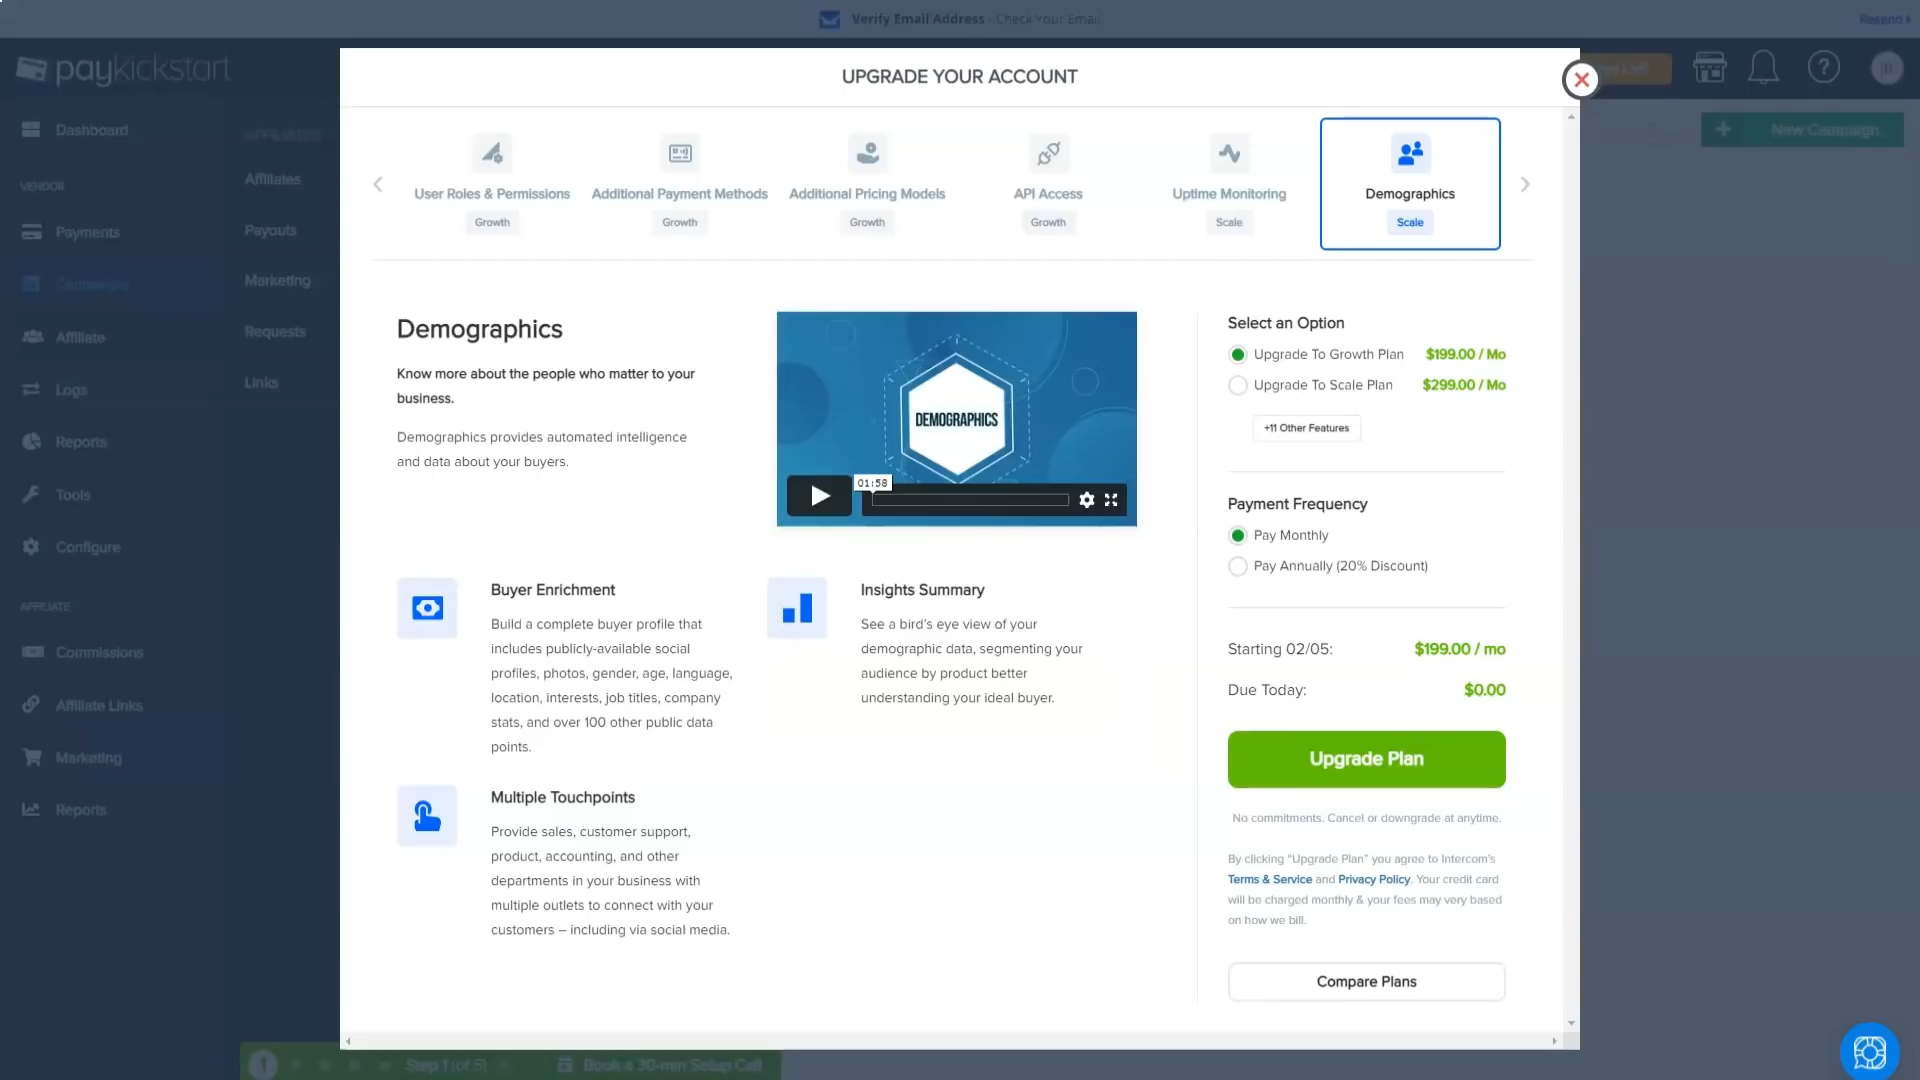 Verify Email Address - Check Your Email
Resend
paykickstart
UPGRADE YOUR ACCOUNT
New Campaign
Dashboard
VENDOR
Payments
Campaigns
Affiliate
Logs
Reports
Tools
Configure
AFFILIATE
Commissions
Affiliate Links
Marketing
Reports
AFFILIATES
Affiliates
Payouts
Marketing
Requests
Links
User Roles & Permissions
Growth
Additional Payment Methods
Growth
Additional Pricing Models
Growth
API Access
Growth
Uptime Monitoring
Scale
Demographics
Scale
Demographics
Know more about the people who matter to your
business.
Demographics provides automated intelligence
and data about your buyers.
DEMOGRAPHICS
01:58
Buyer Enrichment
Build a complete buyer profile that
includes publicly-available social
profiles, photos, gender, age, language,
location, interests, job titles, company
stats, and over 100 other public data
points.
Insights Summary
See a bird's eye view of your
demographic data, segmenting your
audience by product better
understanding your ideal buyer.
Multiple Touchpoints
Provide sales, customer support,
product, accounting, and other
departments in your business with
multiple outlets to connect with your
customers – including via social media.
Select an Option
Upgrade To Growth Plan $199.00 / Mo
Upgrade To Scale Plan $299.00 / Mo
+11 Other Features
Payment Frequency
Pay Monthly
Pay Annually (20% Discount)
Starting 02/05: $199.00 / mo
Due Today: $0.00
Upgrade Plan
No commitments. Cancel or downgrade at anytime.
By clicking "Upgrade Plan" you agree to Intercom's
Terms & Service and Privacy Policy. Your credit card
will be charged monthly & your fees may very based
on how we bill.
Compare Plans
1 Step 1 (of 5) Book a 30-min Setup Call